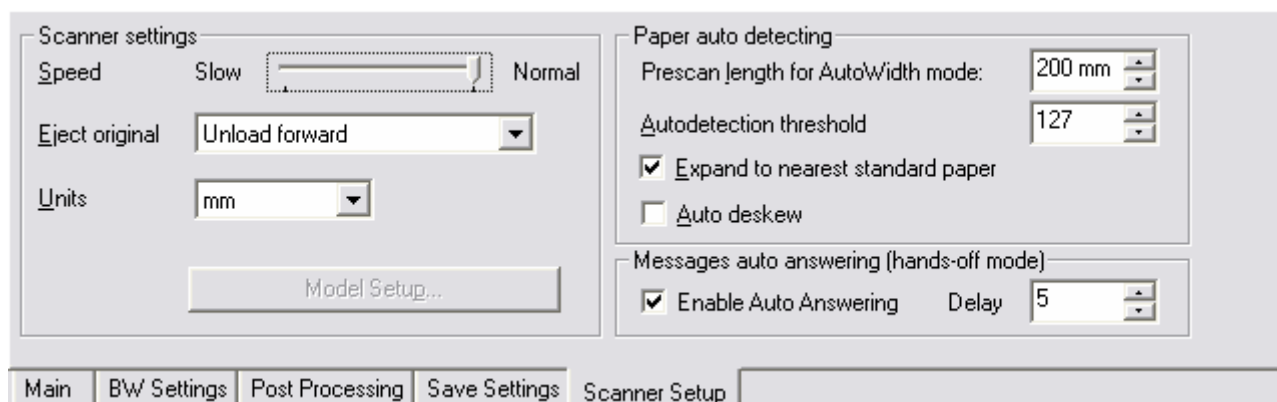 Scanner settings
Speed Slow Normal
Eject original Unload forward
Units mm
Model Setup...
Paper auto detecting
Prescan length for AutoWidth mode: 200 mm
Autodetection threshold 127
Expand to nearest standard paper
Auto deskew
Messages auto answering (hands-off mode)
Enable Auto Answering Delay 5
Main BW Settings Post Processing Save Settings Scanner Setup